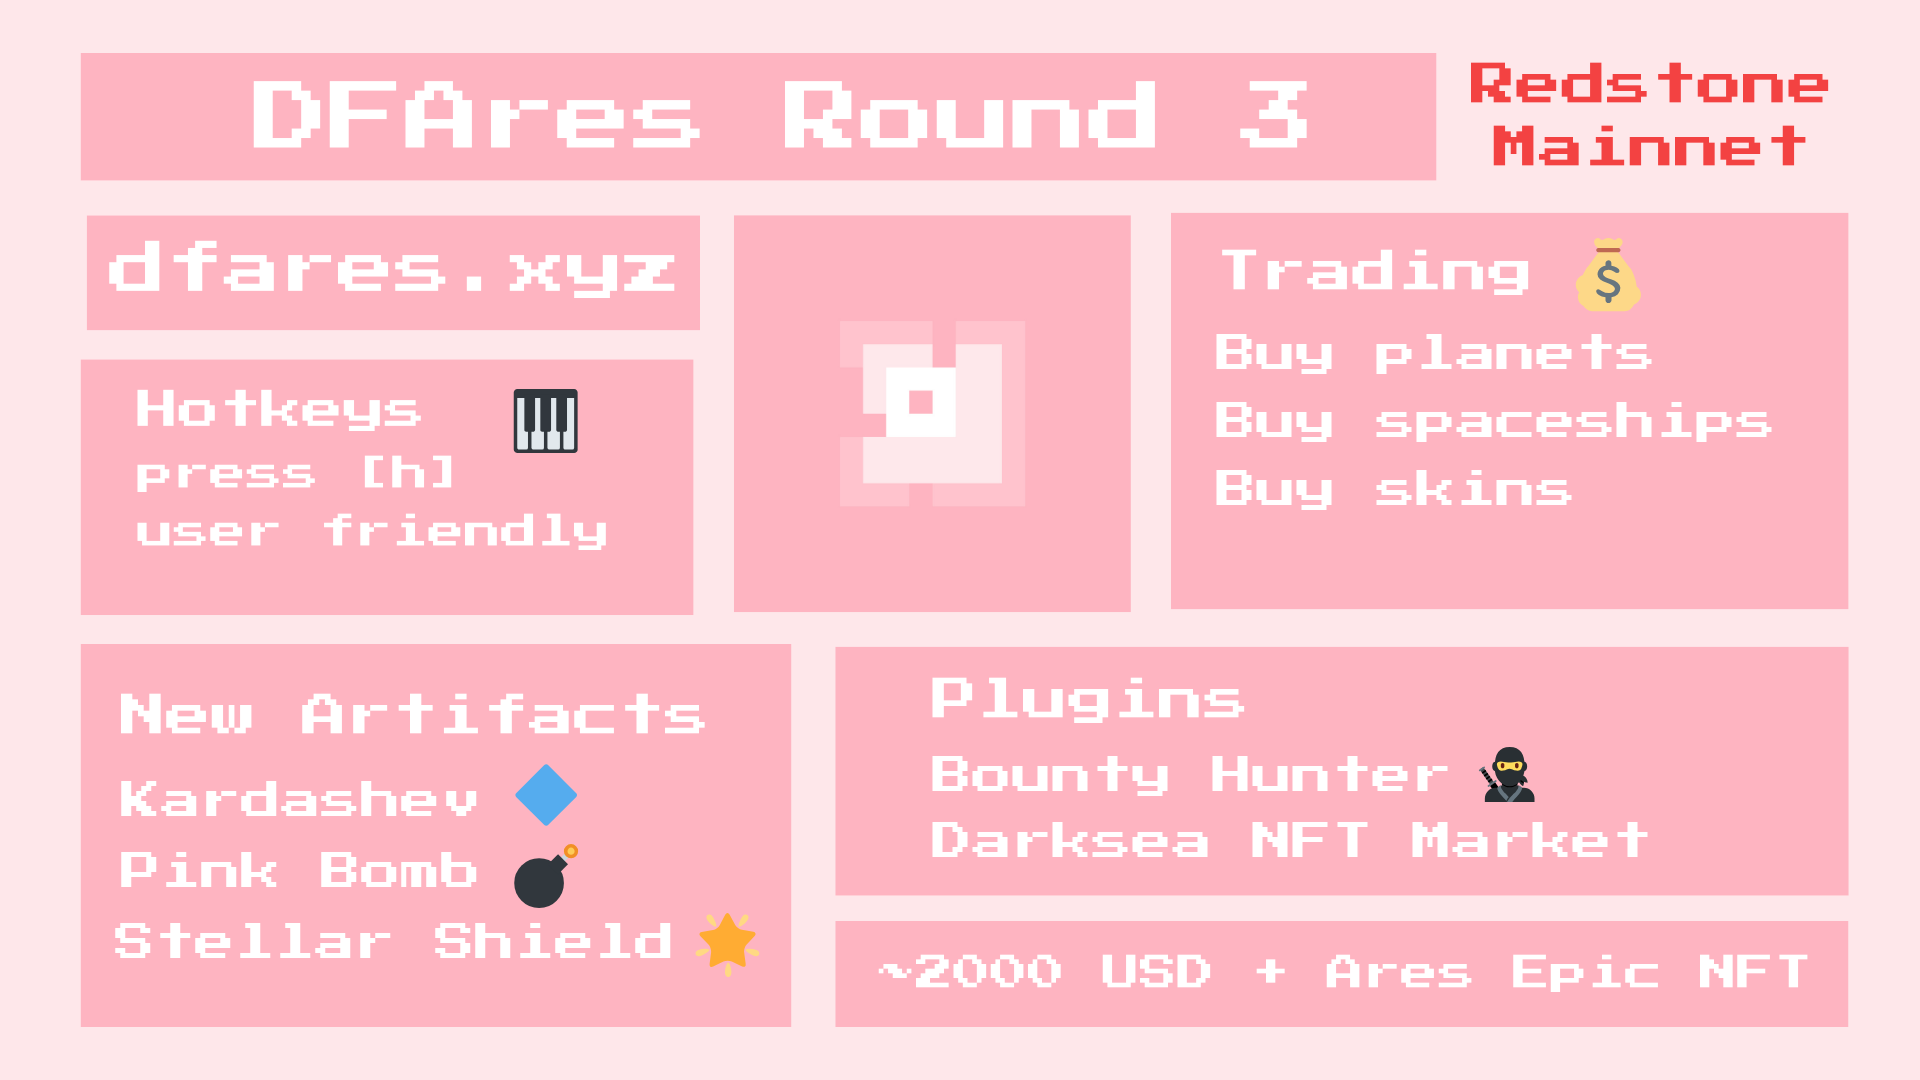 DFAres Round 3
Redstone
Mainnet
dfares.xyz
Hotkeys
press [h]
user friendly
Trading
Buy planets
Buy spaceships
Buy skins
New Artifacts
Kardashev
Pink Bomb
Stellar Shield
Plugins
Bounty Hunter
Darksea NFT Market
~2000 USD + Ares Epic NFT